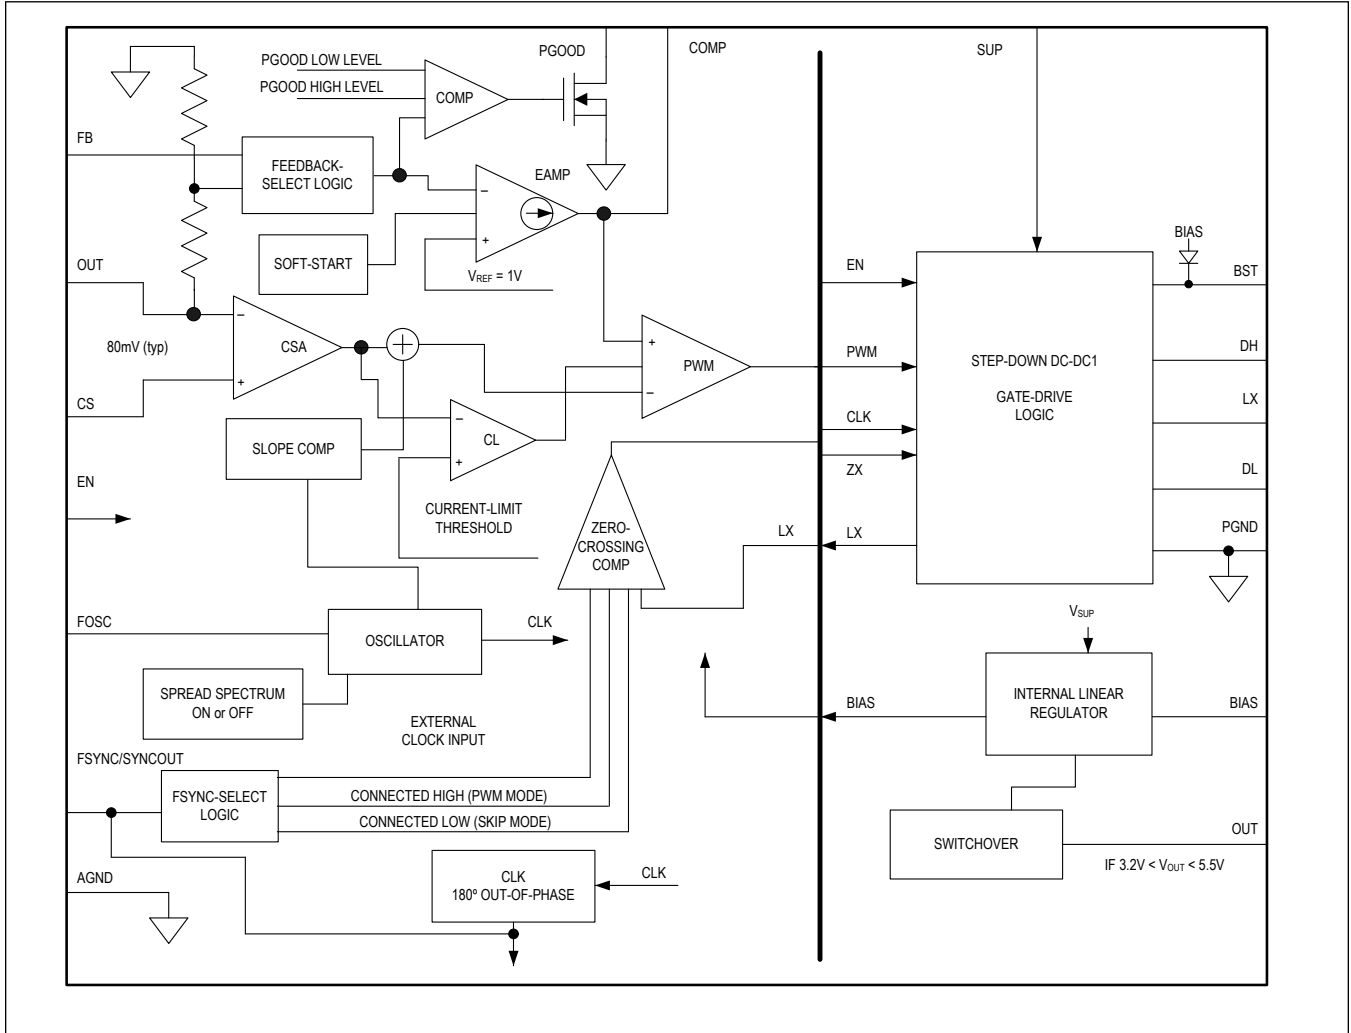 PGOOD
COMP
SUP
PGOOD LOW LEVEL
PGOOD HIGH LEVEL
COMP
FB
FEEDBACK-
SELECT LOGIC
EAMP
−
+
SOFT-START
VREF = 1V
OUT
80mV (typ)
CS
−
+
CSA
+
PWM
+
−
SLOPE COMP
CL
−
+
CURRENT-LIMIT
THRESHOLD
EN
ZERO-
CROSSING
COMP
LX
FOSC
OSCILLATOR
CLK
SPREAD SPECTRUM
ON or OFF
EXTERNAL
CLOCK INPUT
FSYNC/SYNCOUT
FSYNC-SELECT
LOGIC
CONNECTED HIGH (PWM MODE)
CONNECTED LOW (SKIP MODE)
AGND
CLK
180º OUT-OF-PHASE
CLK
EN
PWM
CLK
ZX
LX
STEP-DOWN DC-DC1
GATE-DRIVE
LOGIC
BIAS
BST
DH
LX
DL
PGND
VSUP
BIAS
INTERNAL LINEAR
REGULATOR
BIAS
SWITCHOVER
OUT
IF 3.2V < VOUT < 5.5V